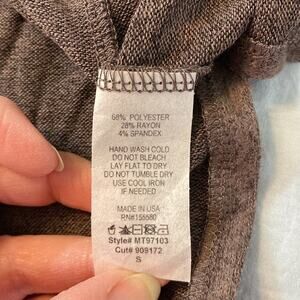 68% POLYESTER
28% RAYON
4% SPANDEX
HAND WASH COLD
DO NOT BLEACH
LAY FLAT TO DRY
DO NOT TUMBLE DRY
USE COOL IRON
IF NEEDED
MADE IN USA
RN#155580
Style# MT97103
Cut# 909172
S